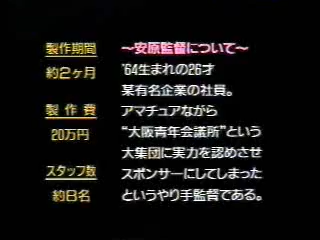 製作期間
約2ヶ月
製作費
20万円
スタッフ数
約8名
～安原監督について～
'64生まれの26才
某有名企業の社員。
アマチュアながら
“大阪青年会議所”という
大集団に実力を認めさせ
スポンサーにしてしまった
というやり手監督である。